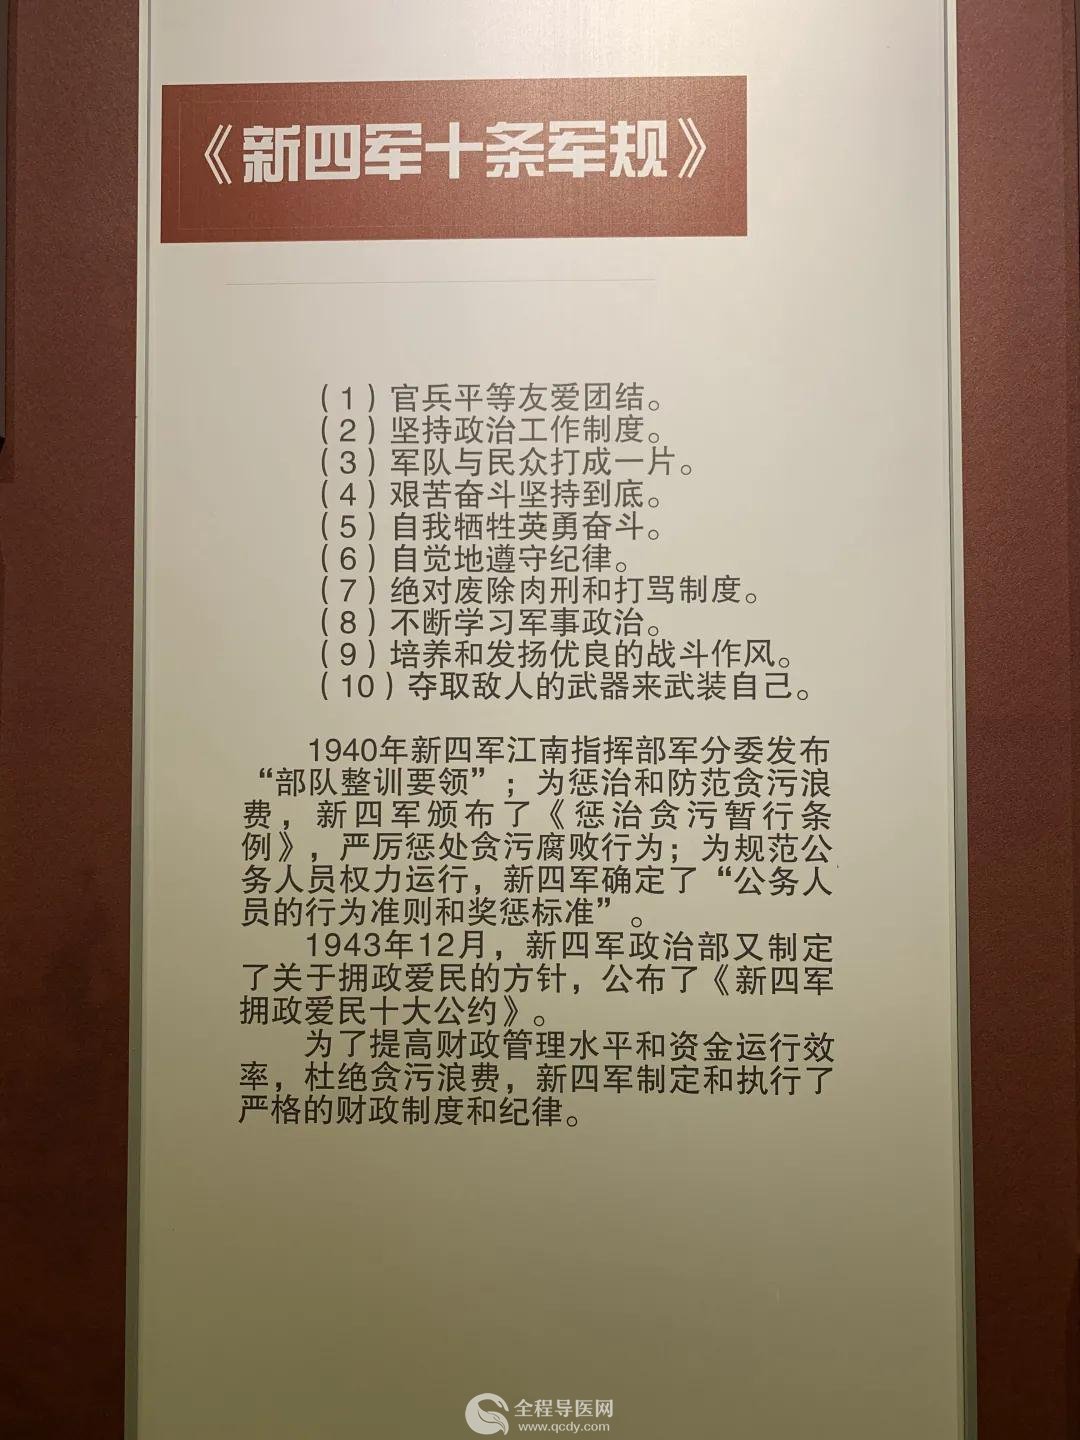 《新四军十条军规》
（1）官兵平等友爱团结。
（2）坚持政治工作制度。
（3）军队与民众打成一片。
（4）艰苦奋斗坚持到底。
（5）自我牺牲英勇奋斗。
（6）自觉地遵守纪律。
（7）绝对废除肉刑和打骂制度。
（8）不断学习军事政治。
（9）培养和发扬优良的战斗作风。
（10）夺取敌人的武器来武装自己。
1940年新四军江南指挥部军分委发布
“部队整训要领”；为惩治和防范贪污浪
费，新四军颁布了《惩治贪污暂行条
例》，严厉惩处贪污腐败行为；为规范公
务人员权力运行，新四军确定了“公务人
员的行为准则和奖惩标准”。
1943年12月，新四军政治部又制定
了关于拥政爱民的方针，公布了《新四军
拥政爱民十大公约》。
为了提高财政管理水平和资金运行效
率，杜绝贪污浪费，新四军制定和执行了
严格的财政制度和纪律。
全程导医网
www.qcdy.com